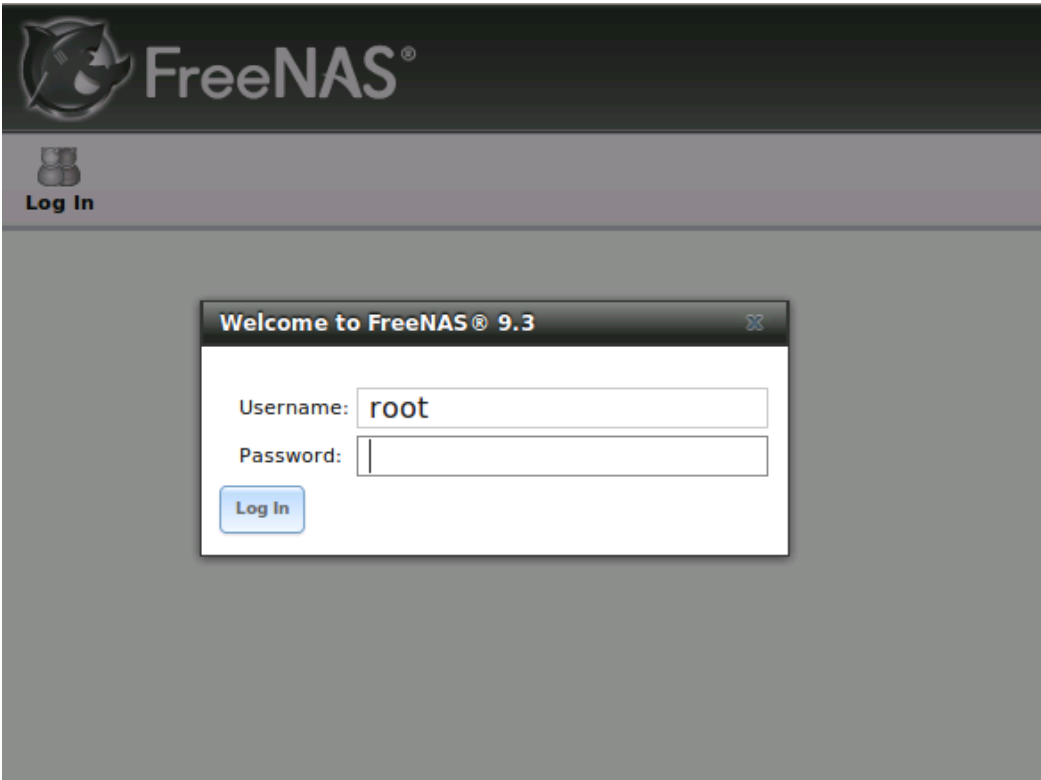 FreeNAS®
Log In
Welcome to FreeNAS® 9.3
Username: root
Password:
Log In